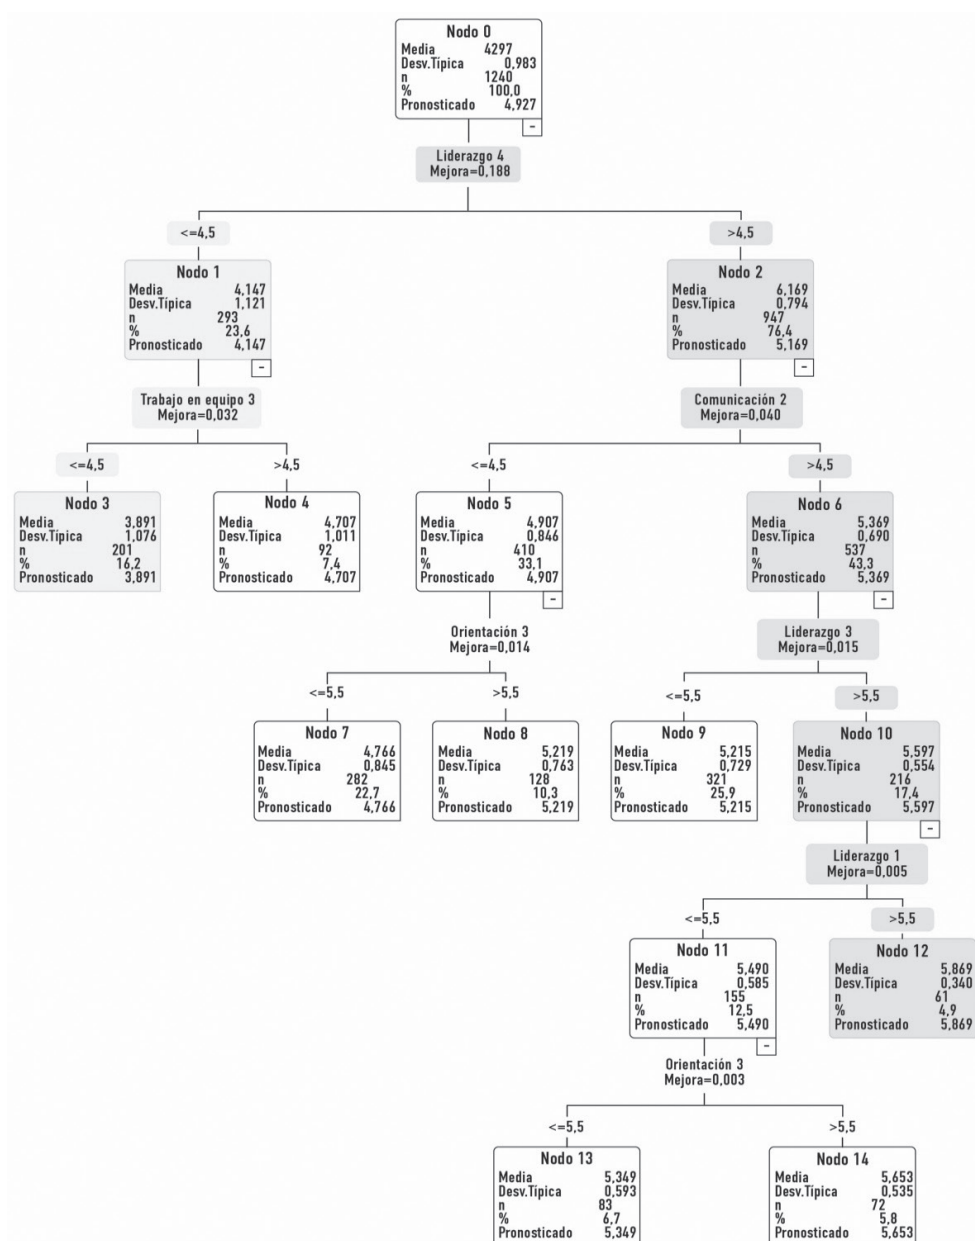 Nodo 0
Media 4297
Desv.Típica 0,983
n 1240
% 100,0
Pronosticado 4,927
-
Liderazgo 4
Mejora=0,188
<=4,5 >4,5
Nodo 1
Media 4,147
Desv.Típica 1,121
n 293
% 23,6
Pronosticado 4,147
-
Nodo 2
Media 6,169
Desv.Típica 0,794
n 947
% 76,4
Pronosticado 5,169
-
Trabajo en equipo 3
Mejora=0,032
Comunicación 2
Mejora=0,040
<=4,5 >4,5 <=4,5 >4,5
Nodo 3
Media 3,891
Desv.Típica 1,076
n 201
% 16,2
Pronosticado 3,891
Nodo 4
Media 4,707
Desv.Típica 1,011
n 92
% 7,4
Pronosticado 4,707
Nodo 5
Media 4,907
Desv.Típica 0,846
n 410
% 33,1
Pronosticado 4,907
-
Nodo 6
Media 5,369
Desv.Típica 0,690
n 537
% 43,3
Pronosticado 5,369
-
Orientación 3
Mejora=0,014
Liderazgo 3
Mejora=0,015
<=5,5 >5,5 <=5,5 >5,5
Nodo 7
Media 4,766
Desv.Típica 0,845
n 282
% 22,7
Pronosticado 4,766
Nodo 8
Media 5,219
Desv.Típica 0,763
n 128
% 10,3
Pronosticado 5,219
Nodo 9
Media 5,215
Desv.Típica 0,729
n 321
% 25,9
Pronosticado 5,215
Nodo 10
Media 5,597
Desv.Típica 0,554
n 216
% 17,4
Pronosticado 5,597
-
Liderazgo 1
Mejora=0,005
<=5,5 >5,5
Nodo 11
Media 5,490
Desv.Típica 0,585
n 155
% 12,5
Pronosticado 5,490
-
Nodo 12
Media 5,869
Desv.Típica 0,340
n 61
% 4,9
Pronosticado 5,869
Orientación 3
Mejora=0,003
<=5,5 >5,5
Nodo 13
Media 5,349
Desv.Típica 0,593
n 83
% 6,7
Pronosticado 5,349
Nodo 14
Media 5,653
Desv.Típica 0,535
n 72
% 5,8
Pronosticado 5,653